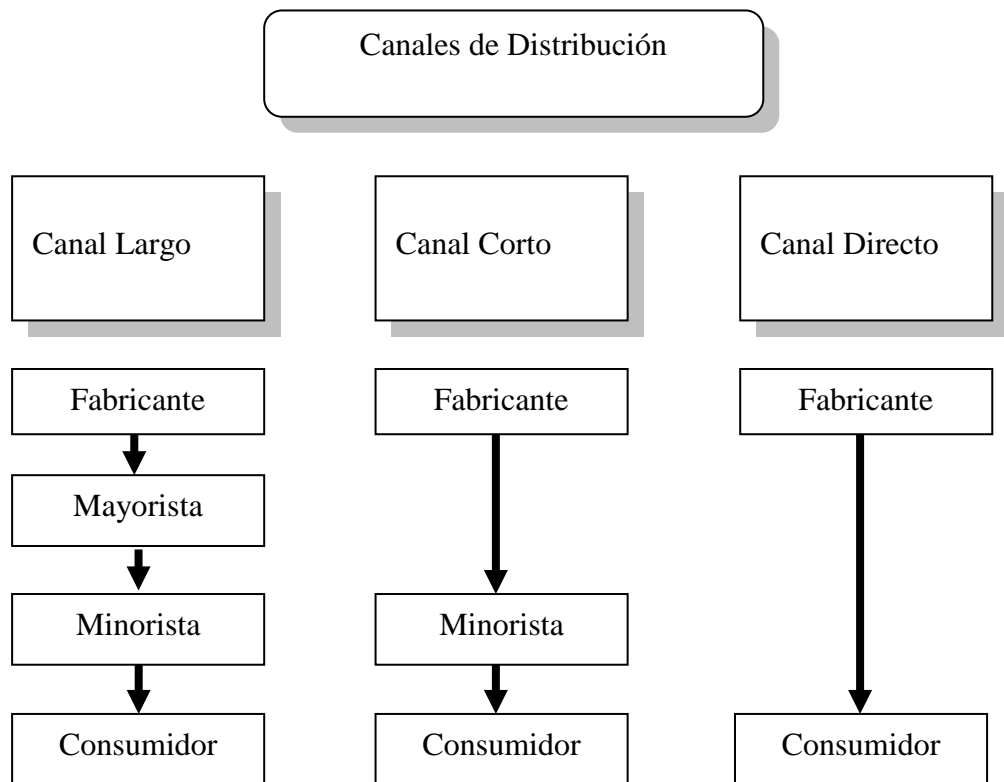 Canales de Distribución
Canal Largo
Canal Corto
Canal Directo
Fabricante
Fabricante
Fabricante
Mayorista
Minorista
Minorista
Consumidor
Consumidor
Consumidor